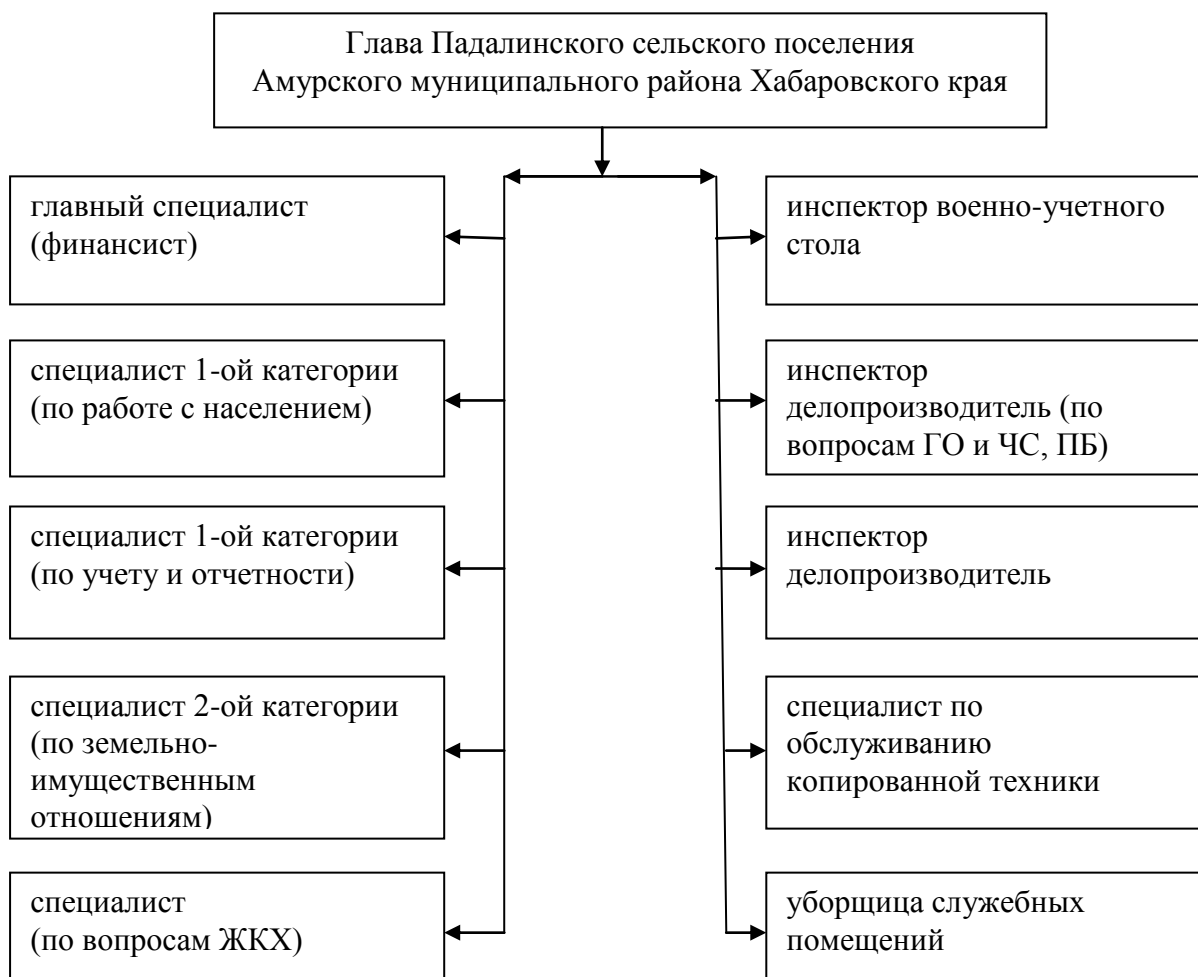 Глава Падалинского сельского поселения
Амурского муниципального района Хабаровского края
главный специалист
(финансист)
специалист 1-ой категории
(по работе с населением)
специалист 1-ой категории
(по учету и отчетности)
специалист 2-ой категории
(по земельно-
имущественным
отношениям)
специалист
(по вопросам ЖКХ)
инспектор военно-учетного
стола
инспектор
делопроизводитель (по
вопросам ГО и ЧС, ПБ)
инспектор
делопроизводитель
специалист по
обслуживанию
копированной техники
уборщица служебных
помещений